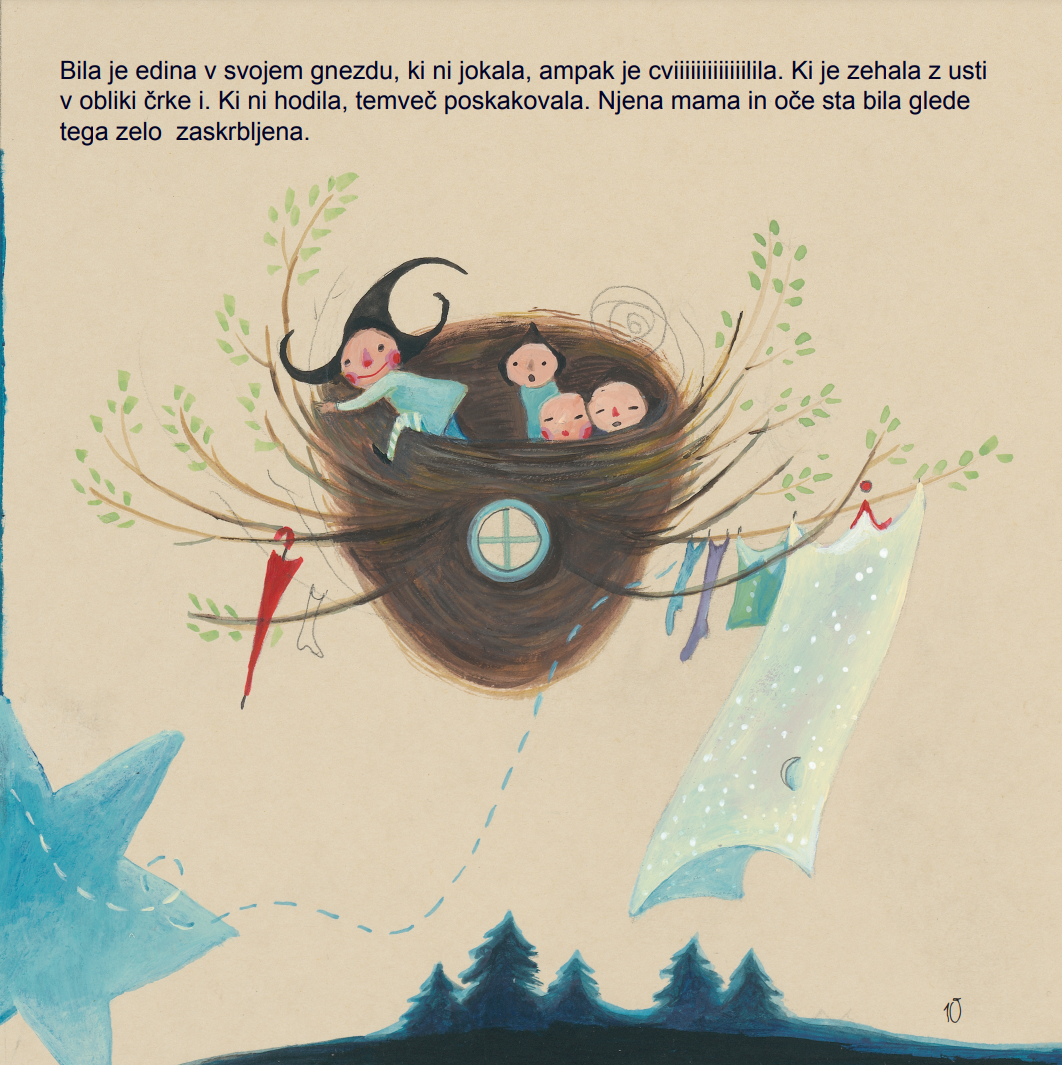 Bila je edina v svojem gnezdu, ki ni jokala, ampak je cviiiiiiiiiiiiiilila. Ki je zehala z usti
v obliki črke i. Ki ni hodila, temveč poskakovala. Njena mama in oče sta bila glede
tega zelo  zaskrbljena.
10